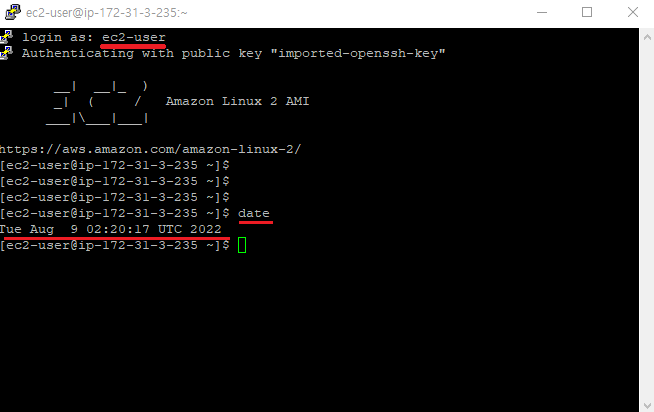 ec2-user@ip-172-31-3-235:~
login as: ec2-user
Authenticating with public key "imported-openssh-key"
       __|  __|_  )
       _|  (     /   Amazon Linux 2 AMI
      ___|\___|___|
https://aws.amazon.com/amazon-linux-2/
[ec2-user@ip-172-31-3-235 ~]$
[ec2-user@ip-172-31-3-235 ~]$
[ec2-user@ip-172-31-3-235 ~]$
[ec2-user@ip-172-31-3-235 ~]$ date
Tue Aug  9 02:20:17 UTC 2022
[ec2-user@ip-172-31-3-235 ~]$